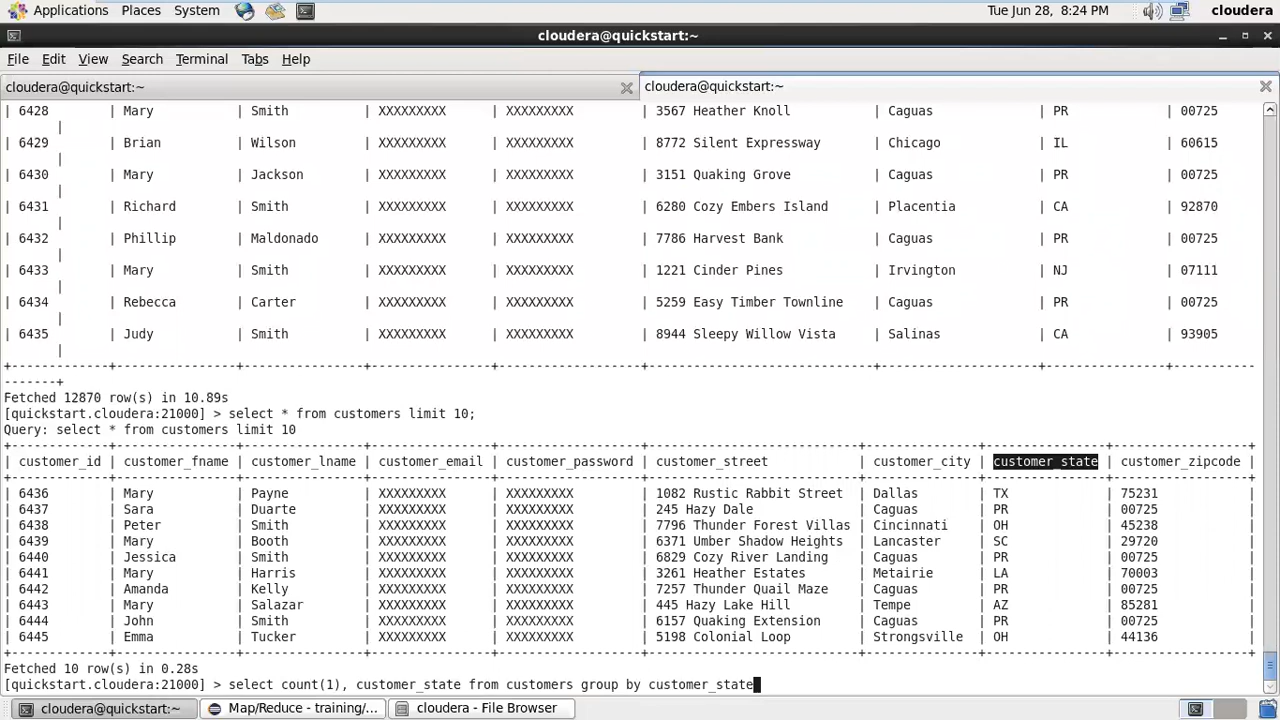 Applications Places System Tue Jun 28, 8:24 PM cloudera
cloudera@quickstart:~
File Edit View Search Terminal Tabs Help
cloudera@quickstart:~ cloudera@quickstart:~
| 6428 | Mary | Smith | XXXXXXXXX | XXXXXXXXX | 3567 Heather Knoll | Caguas | PR | 00725
|
| 6429 | Brian | Wilson | XXXXXXXXX | XXXXXXXXX | 8772 Silent Expressway | Chicago | IL | 60615
|
| 6430 | Mary | Jackson | XXXXXXXXX | XXXXXXXXX | 3151 Quaking Grove | Caguas | PR | 00725
|
| 6431 | Richard | Smith | XXXXXXXXX | XXXXXXXXX | 6280 Cozy Embers Island | Placentia | CA | 92870
|
| 6432 | Phillip | Maldonado | XXXXXXXXX | XXXXXXXXX | 7786 Harvest Bank | Caguas | PR | 00725
|
| 6433 | Mary | Smith | XXXXXXXXX | XXXXXXXXX | 1221 Cinder Pines | Irvington | NJ | 07111
|
| 6434 | Rebecca | Carter | XXXXXXXXX | XXXXXXXXX | 5259 Easy Timber Townline | Caguas | PR | 00725
|
| 6435 | Judy | Smith | XXXXXXXXX | XXXXXXXXX | 8944 Sleepy Willow Vista | Salinas | CA | 93905
|
+-------------+----------------+----------------+----------------+-------------------+------------------------------+---------------------+----------------+-----------
-------+
Fetched 12870 row(s) in 10.89s
[quickstart.cloudera:21000] > select * from customers limit 10;
Query: select * from customers limit 10
+-------------+----------------+----------------+----------------+-------------------+----------------------------+---------------+----------------+------------------+
| customer_id | customer_fname | customer_lname | customer_email | customer_password | customer_street | customer_city | customer_state | customer_zipcode |
+-------------+----------------+----------------+----------------+-------------------+----------------------------+---------------+----------------+------------------+
| 6436 | Mary | Payne | XXXXXXXXX | XXXXXXXXX | 1082 Rustic Rabbit Street | Dallas | TX | 75231 |
| 6437 | Sara | Duarte | XXXXXXXXX | XXXXXXXXX | 245 Hazy Dale | Caguas | PR | 00725 |
| 6438 | Peter | Smith | XXXXXXXXX | XXXXXXXXX | 7796 Thunder Forest Villas | Cincinnati | OH | 45238 |
| 6439 | Mary | Booth | XXXXXXXXX | XXXXXXXXX | 6371 Umber Shadow Heights | Lancaster | SC | 29720 |
| 6440 | Jessica | Smith | XXXXXXXXX | XXXXXXXXX | 6829 Cozy River Landing | Caguas | PR | 00725 |
| 6441 | Mary | Harris | XXXXXXXXX | XXXXXXXXX | 3261 Heather Estates | Metairie | LA | 70003 |
| 6442 | Amanda | Kelly | XXXXXXXXX | XXXXXXXXX | 7257 Thunder Quail Maze | Caguas | PR | 00725 |
| 6443 | Mary | Salazar | XXXXXXXXX | XXXXXXXXX | 445 Hazy Lake Hill | Tempe | AZ | 85281 |
| 6444 | John | Smith | XXXXXXXXX | XXXXXXXXX | 6157 Quaking Extension | Caguas | PR | 00725 |
| 6445 | Emma | Tucker | XXXXXXXXX | XXXXXXXXX | 5198 Colonial Loop | Strongsville | OH | 44136 |
+-------------+----------------+----------------+----------------+-------------------+----------------------------+---------------+----------------+------------------+
Fetched 10 row(s) in 0.28s
[quickstart.cloudera:21000] > select count(1), customer_state from customers group by customer_state
cloudera@quickstart:~ Map/Reduce - training/... cloudera - File Browser